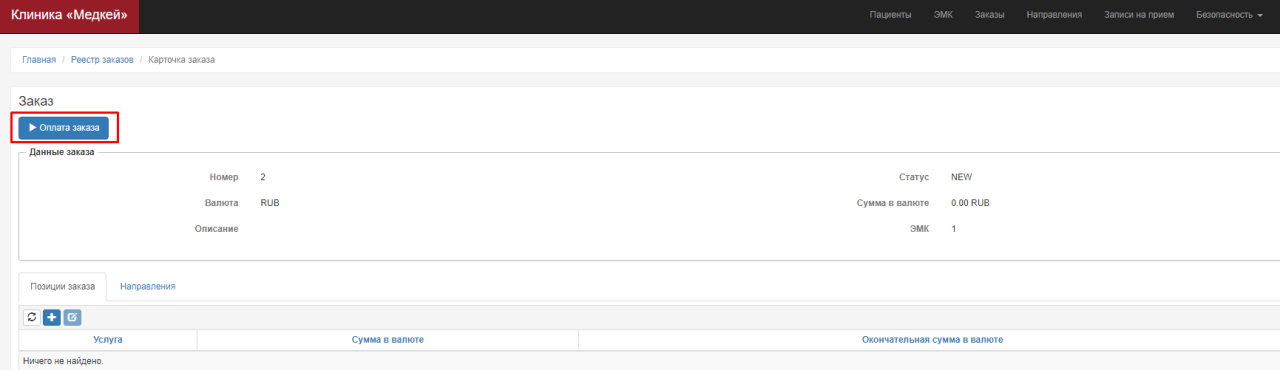 Клиника «Медкей» Пациенты ЭМК Заказы Направления Записи на прием Безопасность
Главная / Реестр заказов / Карточка заказа
Заказ
Оплата заказа
Данные заказа
Номер 2 Статус NEW
Валюта RUB Сумма в валюте 0.00 RUB
Описание ЭМК 1
Позиции заказа Направления
Услуга Сумма в валюте Окончательная сумма в валюте
Ничего не найдено.